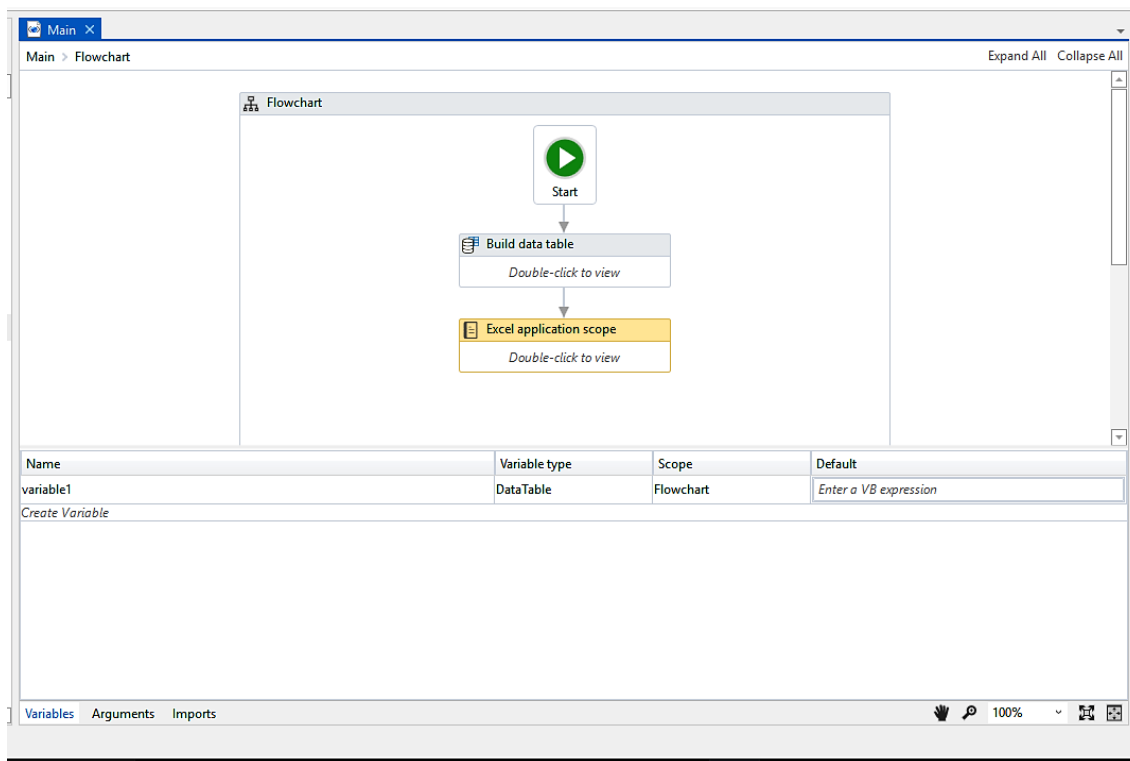 Main
Main > Flowchart Expand All Collapse All
Flowchart
Start
Build data table
Double-click to view
Excel application scope
Double-click to view
Name Variable type Scope Default
variable1 DataTable Flowchart Enter a VB expression
Create Variable
Variables Arguments Imports 100%